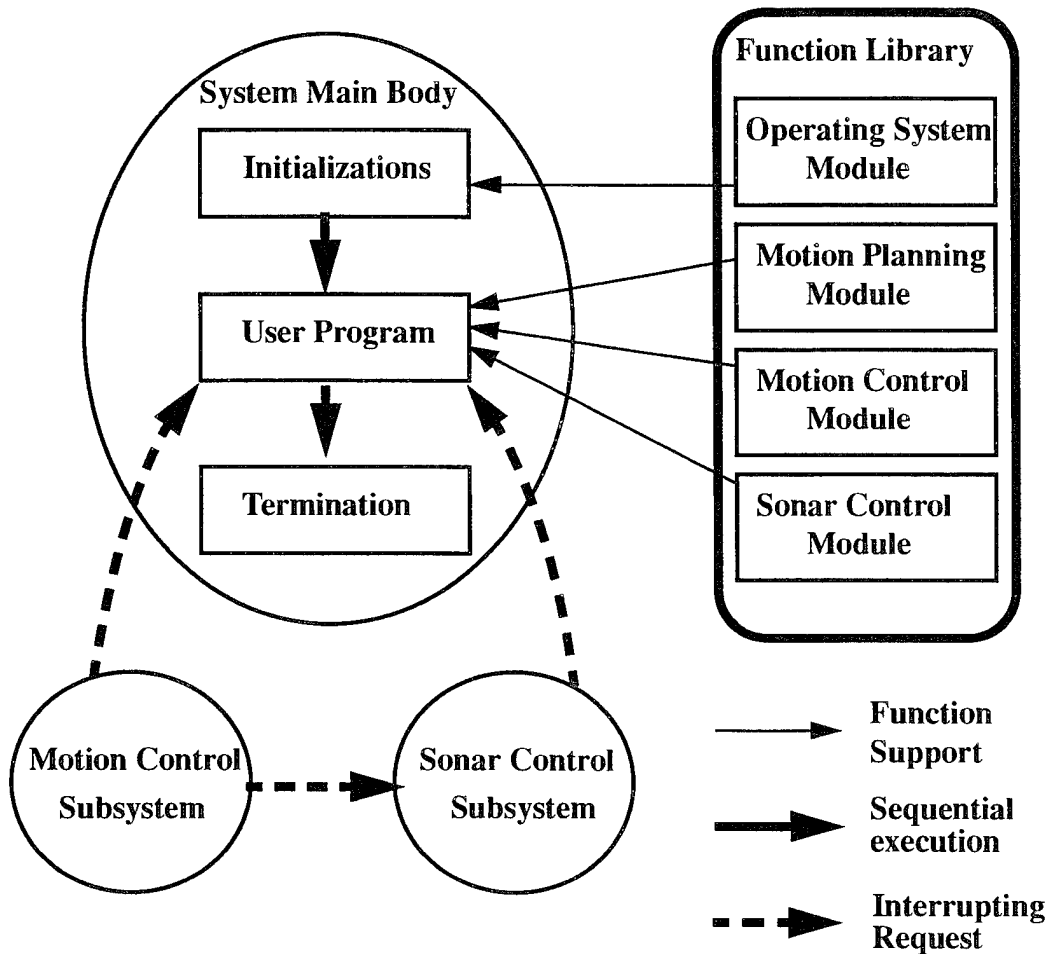 System Main Body
Initializations
User Program
Termination
Function Library
Operating System
Module
Motion Planning
Module
Motion Control
Module
Sonar Control
Module
Motion Control
Subsystem
Sonar Control
Subsystem
Function
Support
Sequential
execution
Interrupting
Request